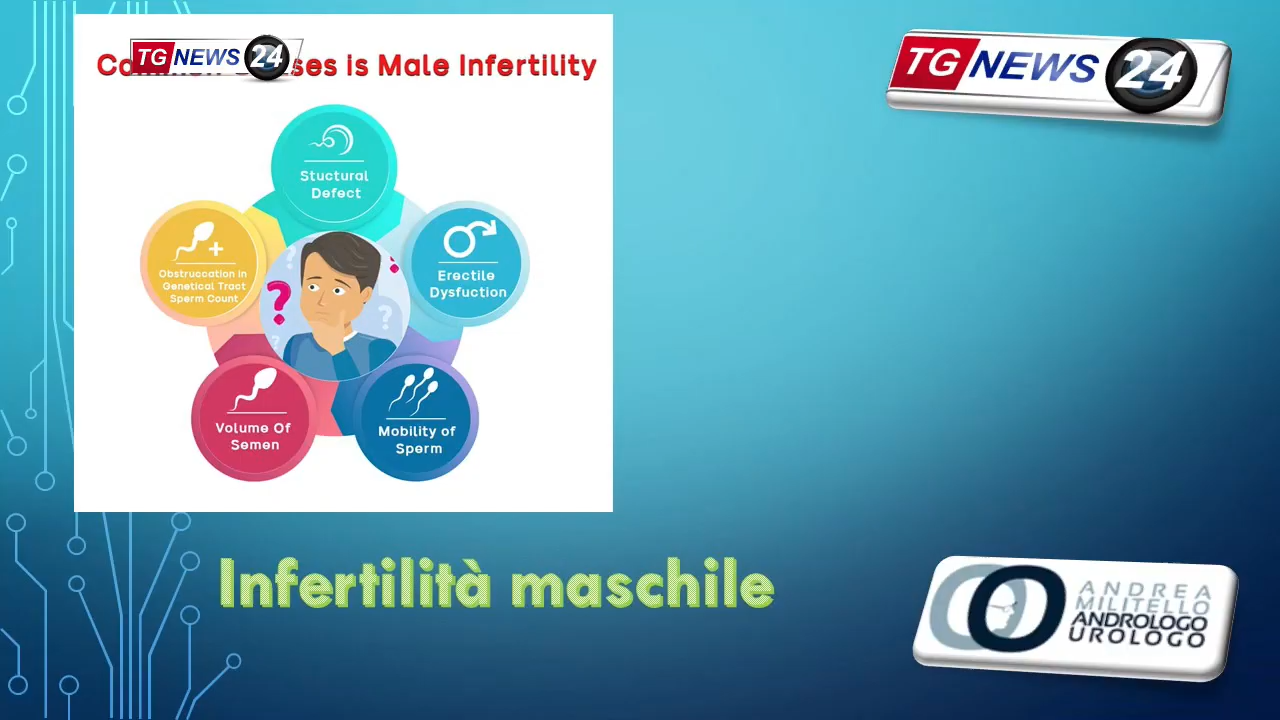 TG NEWS 24
ses is Male Infertility
TG NEWS 24
Stuctural
Defect
Obstruccation in
Genetical Tract
Sperm Count
Erectile
Dysfuction
Volume Of
Semen
Mobility of
Sperm
Infertilità maschile
ANDREA
MILITELLO
ANDROLOGO
UROLOGO